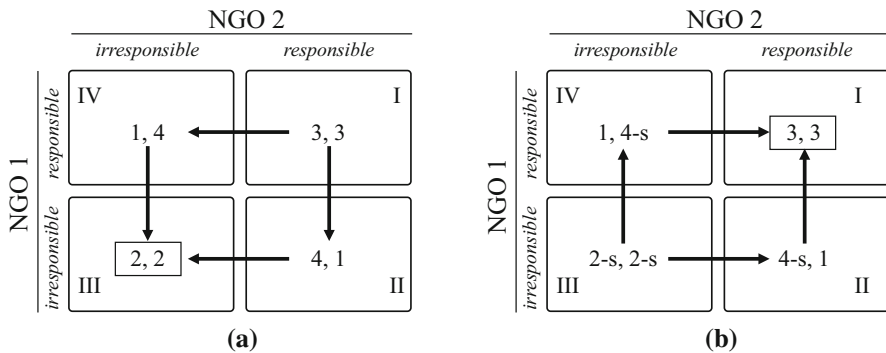 NGO 2
irresponsible responsible
NGO 1
responsible
irresponsible
IV
1, 4
I
3, 3
III
2, 2
II
4, 1
(a)
NGO 2
irresponsible responsible
NGO 1
responsible
irresponsible
IV
1, 4-s
I
3, 3
III
2-s, 2-s
II
4-s, 1
(b)